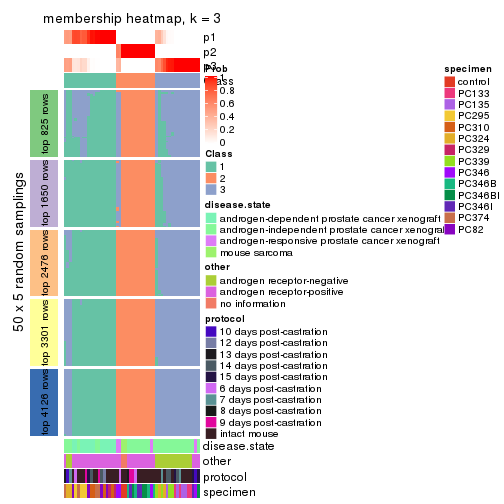 membership heatmap, k = 3
p1
p2
p3
Class
50 x 5 random samplings
top 825 rows
top 1650 rows
top 2476 rows
top 3301 rows
top 4126 rows
disease.state
other
protocol
specimen
Prob
1
0.8
0.6
0.4
0.2
0
Class
1
2
3
disease.state
androgen-dependent prostate cancer xenograft
androgen-independent prostate cancer xenograft
androgen-responsive prostate cancer xenograft
mouse sarcoma
other
androgen receptor-negative
androgen receptor-positive
no information
protocol
10 days post-castration
12 days post-castration
13 days post-castration
14 days post-castration
15 days post-castration
6 days post-castration
7 days post-castration
8 days post-castration
9 days post-castration
intact mouse
specimen
control
PC133
PC135
PC295
PC310
PC324
PC329
PC339
PC346
PC346B
PC346BI
PC346I
PC374
PC82